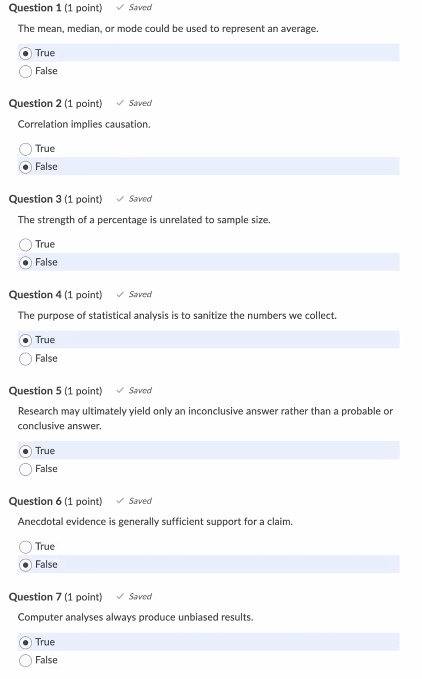 Question 1 (1 point) ✓ Saved
The mean, median, or mode could be used to represent an average.
True
False
Question 2 (1 point) ✓ Saved
Correlation implies causation.
True
False
Question 3 (1 point) ✓ Saved
The strength of a percentage is unrelated to sample size.
True
False
Question 4 (1 point) ✓ Saved
The purpose of statistical analysis is to sanitize the numbers we collect.
True
False
Question 5 (1 point) ✓ Saved
Research may ultimately yield only an inconclusive answer rather than a probable or
conclusive answer.
True
False
Question 6 (1 point) ✓ Saved
Anecdotal evidence is generally sufficient support for a claim.
True
False
Question 7 (1 point) ✓ Saved
Computer analyses always produce unbiased results.
True
False